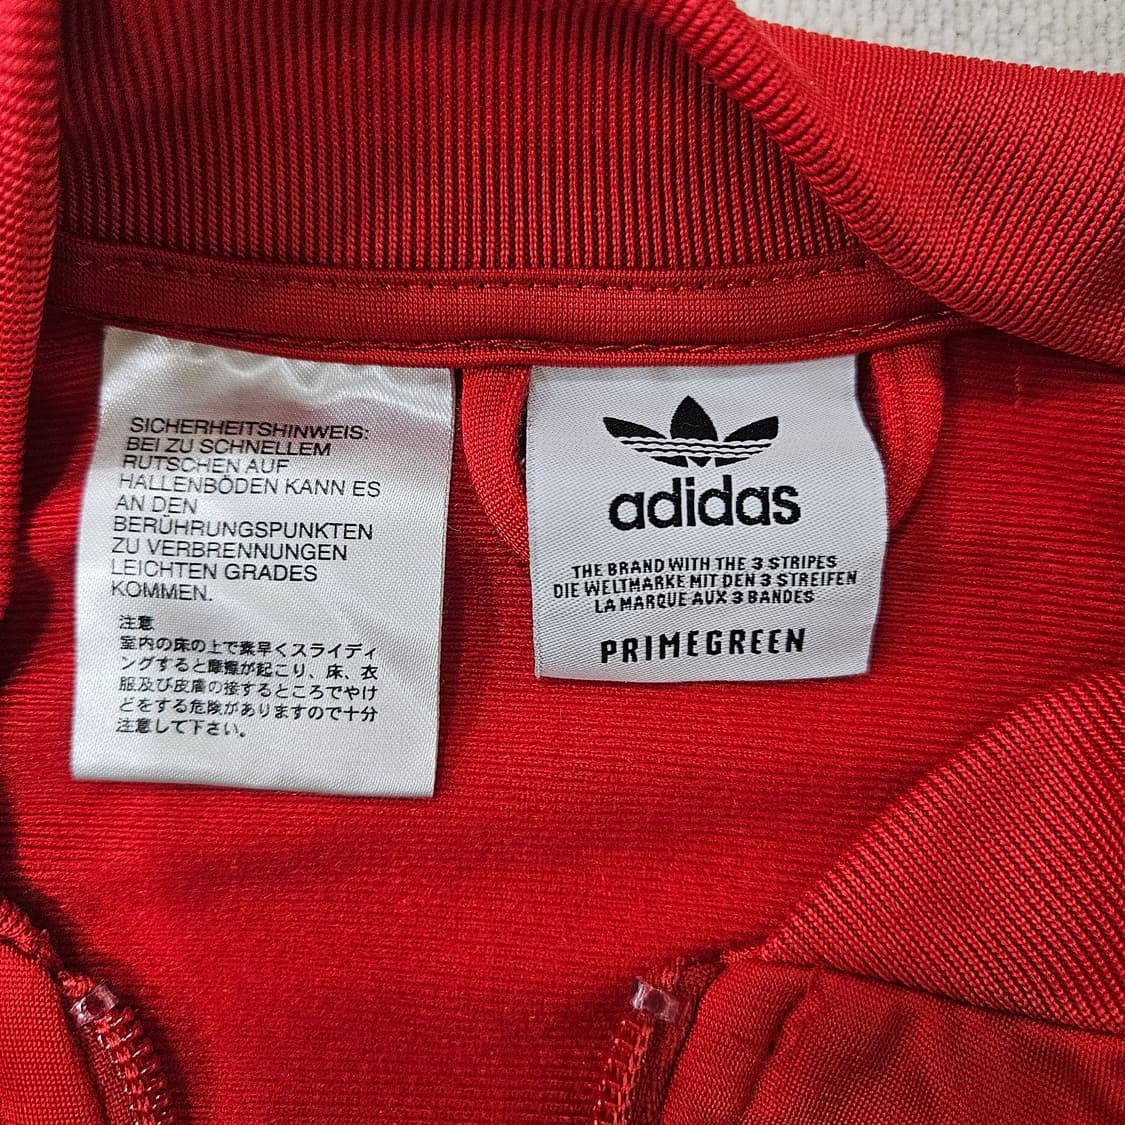 SICHERHEITSHINWEIS:
BEI ZU SCHNELLEM
RUTSCHEN AUF
HALLENBÖDEN KANN ES
AN DEN
BERÜHRUNGSPUNKTEN
ZU VERBRENNUNGEN
LEICHTEN GRADES
KOMMEN.
注意
室内の床の上で素早くスライディ
ングすると摩擦が起こり、床、衣
服及び皮膚の接するところでやけ
どをする危険がありますので十分
注意して下さい。
adidas
THE BRAND WITH THE 3 STRIPES
DIE WELTMARKE MIT DEN 3 STREIFEN
LA MARQUE AUX 3 BANDES
PRIMEGREEN